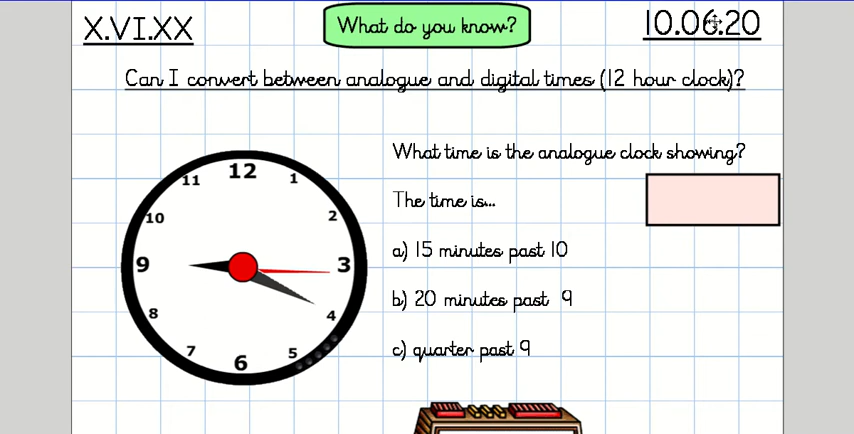 X.VI.XX
What do you know?
10.06.20
Can I convert between analogue and digital times (12 hour clock)?
What time is the analogue clock showing?
The time is...
a) 15 minutes past 10
b) 20 minutes past 9
c) quarter past 9
12
1
2
3
4
5
6
7
8
9
10
11